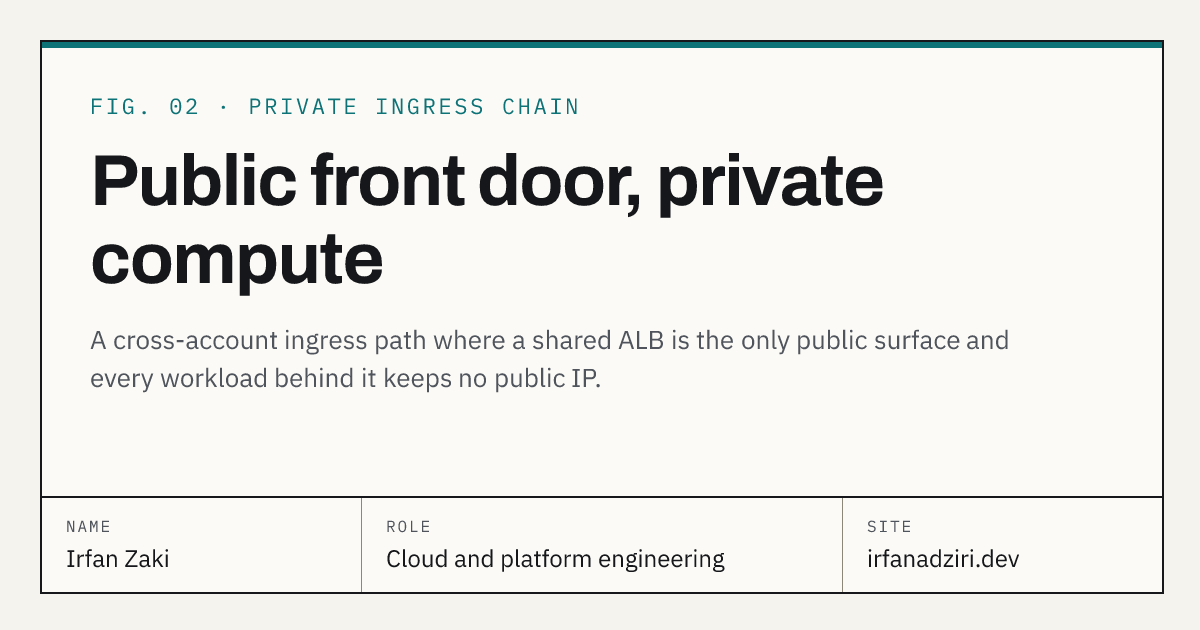 FIG. 02 · PRIVATE INGRESS CHAIN
Public front door, private
compute
A cross-account ingress path where a shared ALB is the only public surface and
every workload behind it keeps no public IP.
NAME
Irfan Zaki
ROLE
Cloud and platform engineering
SITE
irfanadziri.dev